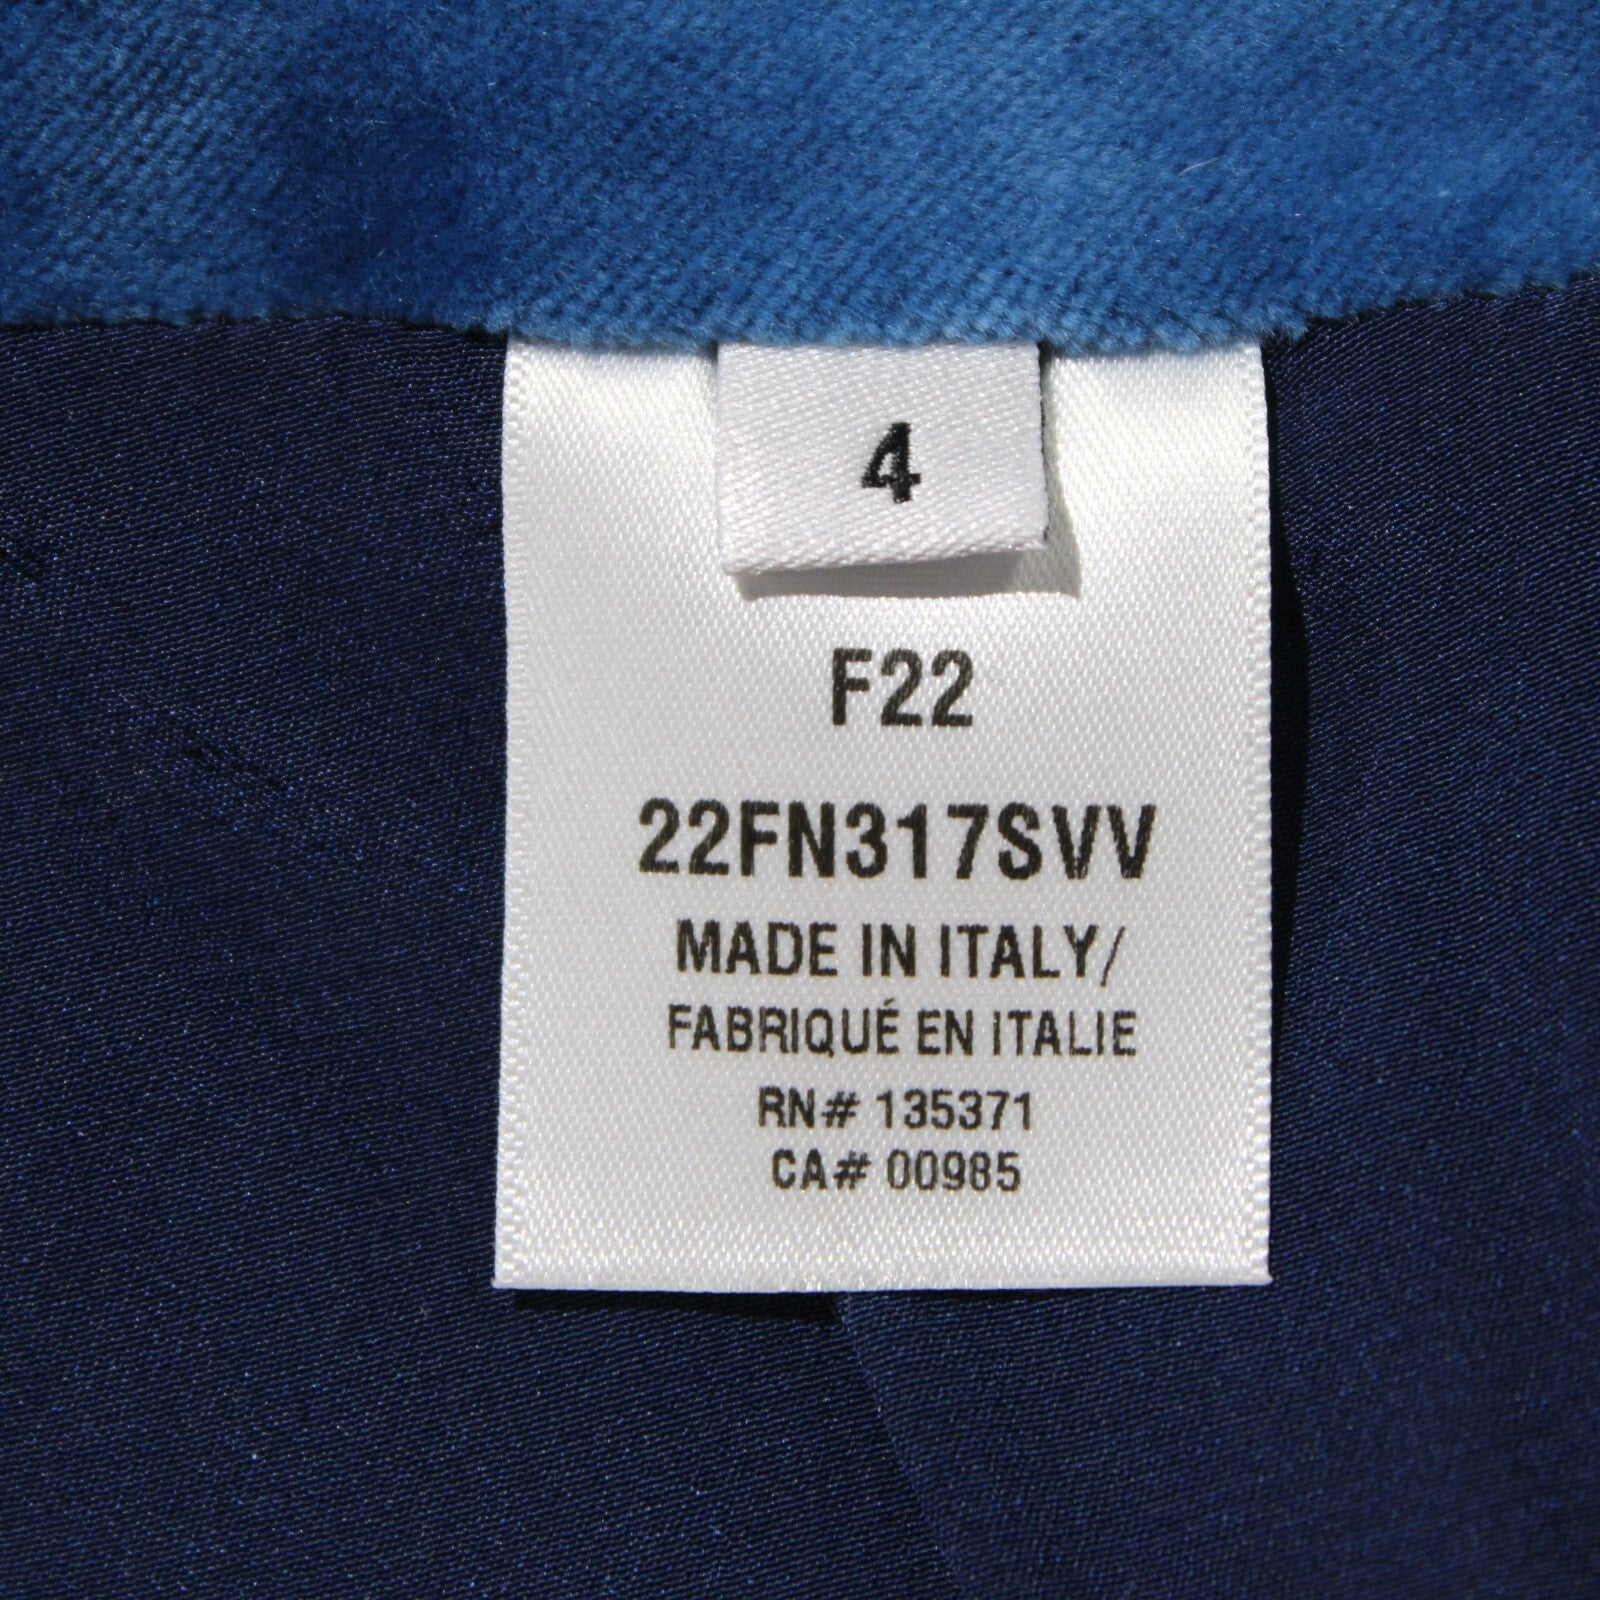 4
F22
22FN317SVV
MADE IN ITALY/
FABRIQUÉ EN ITALIE
RN# 135371
CA# 00985